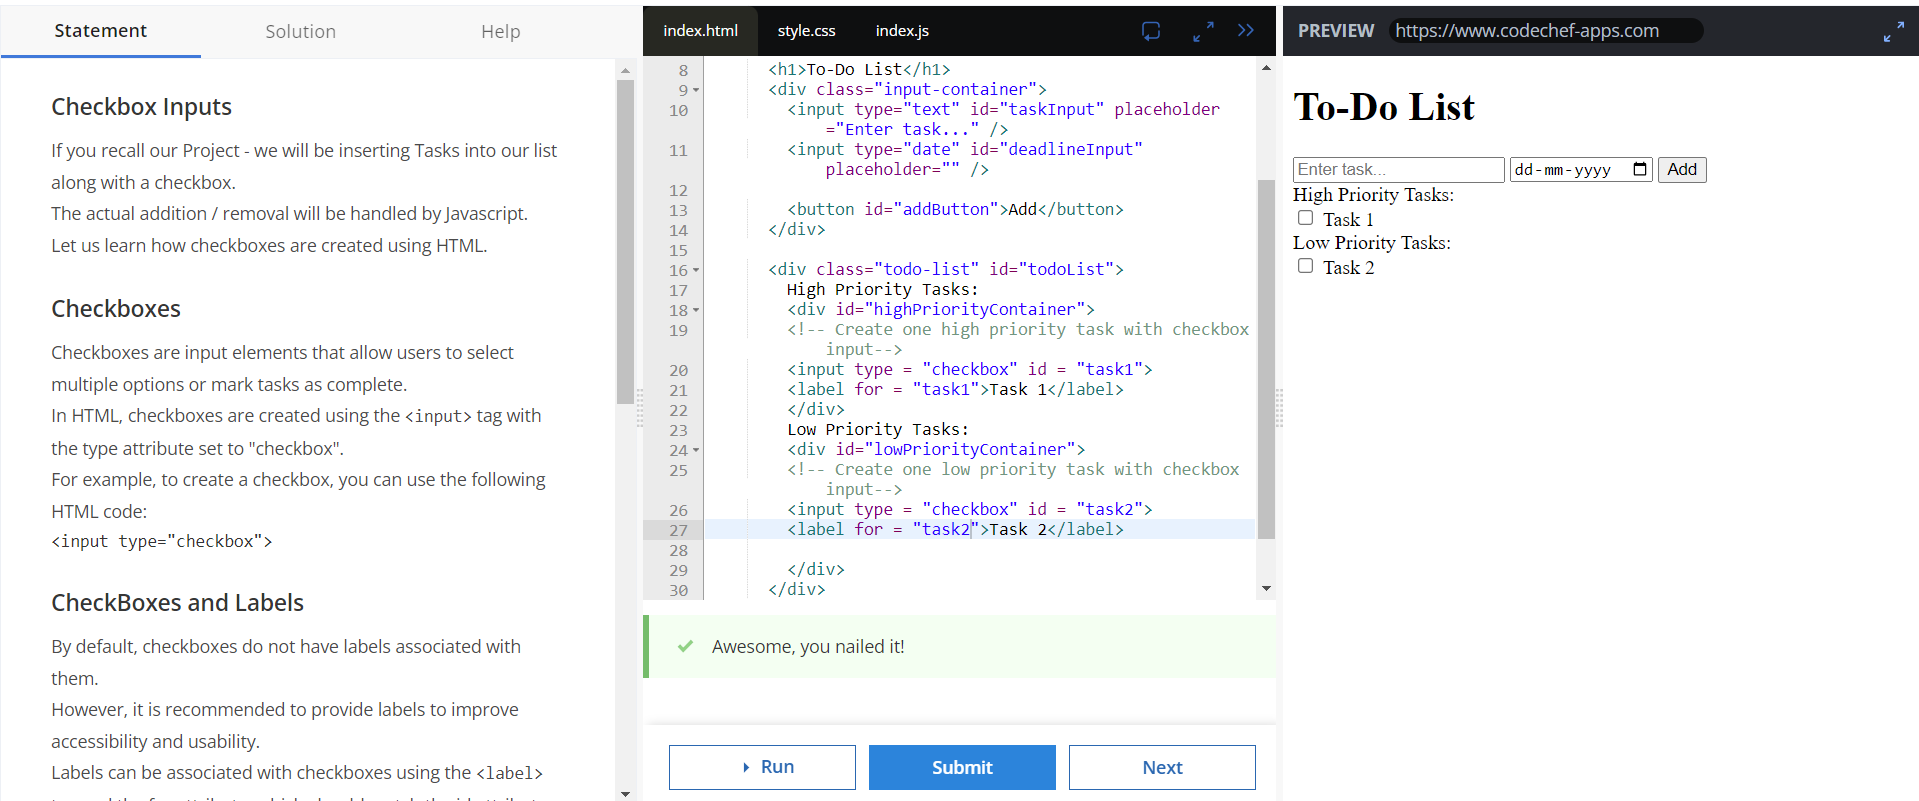 Statement
Solution
Help
Checkbox Inputs
If you recall our Project - we will be inserting Tasks into our list
along with a checkbox.
The actual addition / removal will be handled by Javascript.
Let us learn how checkboxes are created using HTML.
Checkboxes
Checkboxes are input elements that allow users to select
multiple options or mark tasks as complete.
In HTML, checkboxes are created using the <input> tag with
the type attribute set to "checkbox".
For example, to create a checkbox, you can use the following
HTML code:
<input type="checkbox">
CheckBoxes and Labels
By default, checkboxes do not have labels associated with
them.
However, it is recommended to provide labels to improve
accessibility and usability.
Labels can be associated with checkboxes using the <label>
index.html
style.css
index.js
8 <h1>To-Do List</h1>
9 <div class="input-container">
10 <input type="text" id="taskInput" placeholder
="Enter task..." />
11 <input type="date" id="deadlineInput"
placeholder="" />
12
13 <button id="addButton">Add</button>
14 </div>
15
16 <div class="todo-list" id="todoList">
17 High Priority Tasks:
18 <div id="highPriorityContainer">
19 <!-- Create one high priority task with checkbox
input-->
20 <input type = "checkbox" id = "task1">
21 <label for = "task1">Task 1</label>
22 </div>
23 Low Priority Tasks:
24 <div id="lowPriorityContainer">
25 <!-- Create one low priority task with checkbox
input-->
26 <input type = "checkbox" id = "task2">
27 <label for = "task2">Task 2</label>
28
29 </div>
30 </div>
Awesome, you nailed it!
Run
Submit
Next
PREVIEW
https://www.codechef-apps.com
To-Do List
Enter task...
dd-mm-yyyy
Add
High Priority Tasks:
Task 1
Low Priority Tasks:
Task 2